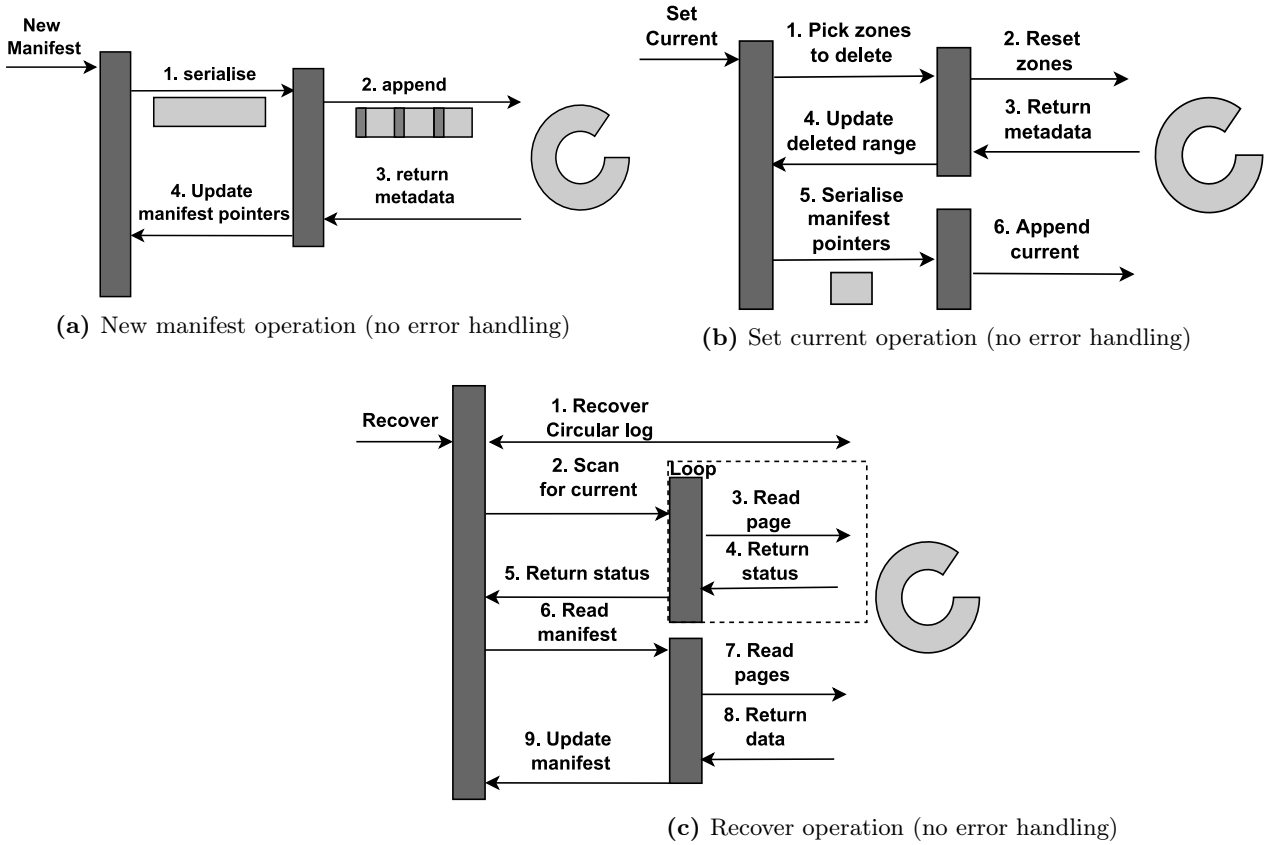 New
Manifest
1. serialise
2. append
3. return
metadata
4. Update
manifest pointers
(a) New manifest operation (no error handling)
Set
Current
1. Pick zones
to delete
2. Reset
zones
3. Return
metadata
4. Update
deleted range
5. Serialise
manifest
pointers
6. Append
current
(b) Set current operation (no error handling)
Recover
1. Recover
Circular log
2. Scan
for current
Loop
3. Read
page
4. Return
status
5. Return status
6. Read
manifest
7. Read
pages
8. Return
data
9. Update
manifest
(c) Recover operation (no error handling)